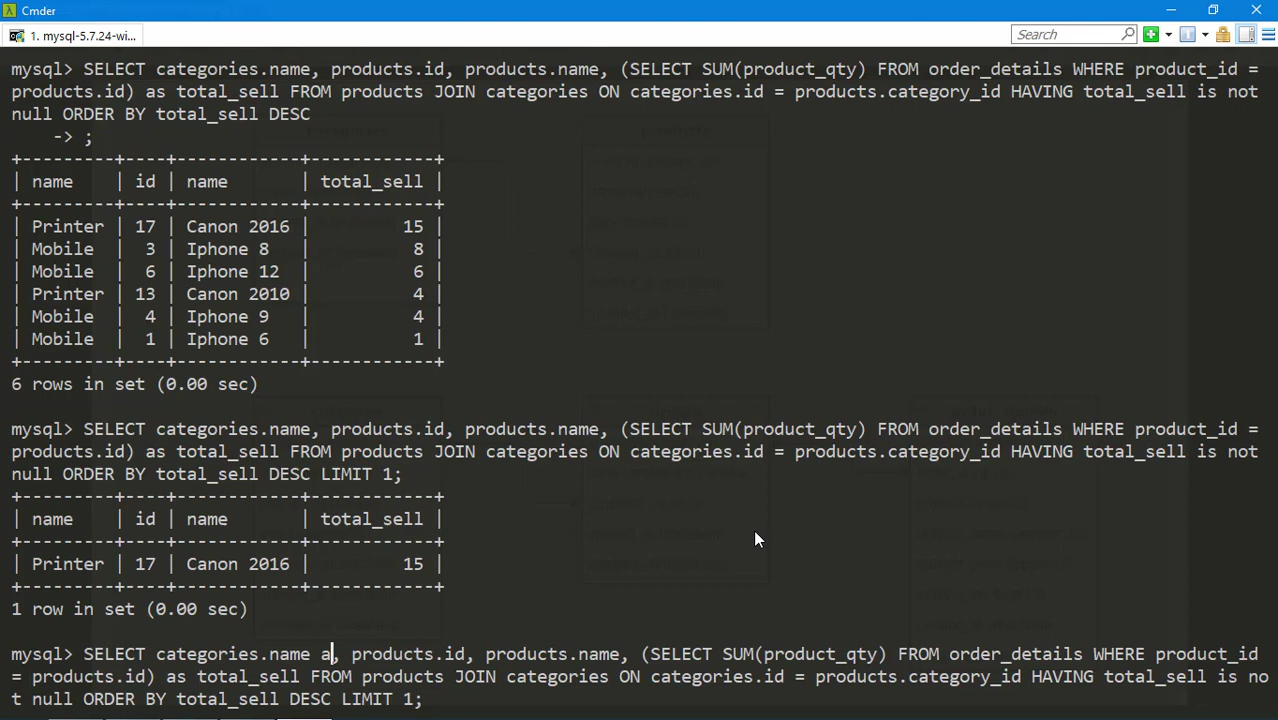 Cmder
1. mysql-5.7.24-wi...
Search
mysql> SELECT categories.name, products.id, products.name, (SELECT SUM(product_qty) FROM order_details WHERE product_id =
products.id) as total_sell FROM products JOIN categories ON categories.id = products.category_id HAVING total_sell is not
null ORDER BY total_sell DESC
    -> ;
+---------+----+------------+------------+
| name    | id | name       | total_sell |
+---------+----+------------+------------+
| Printer | 17 | Canon 2016 |         15 |
| Mobile  |  3 | Iphone 8   |          8 |
| Mobile  |  6 | Iphone 12  |          6 |
| Printer | 13 | Canon 2010 |          4 |
| Mobile  |  4 | Iphone 9   |          4 |
| Mobile  |  1 | Iphone 6   |          1 |
+---------+----+------------+------------+
6 rows in set (0.00 sec)
mysql> SELECT categories.name, products.id, products.name, (SELECT SUM(product_qty) FROM order_details WHERE product_id =
products.id) as total_sell FROM products JOIN categories ON categories.id = products.category_id HAVING total_sell is not
null ORDER BY total_sell DESC LIMIT 1;
+---------+----+------------+------------+
| name    | id | name       | total_sell |
+---------+----+------------+------------+
| Printer | 17 | Canon 2016 |         15 |
+---------+----+------------+------------+
1 row in set (0.00 sec)
mysql> SELECT categories.name a, products.id, products.name, (SELECT SUM(product_qty) FROM order_details WHERE product_id
= products.id) as total_sell FROM products JOIN categories ON categories.id = products.category_id HAVING total_sell is no
t null ORDER BY total_sell DESC LIMIT 1;